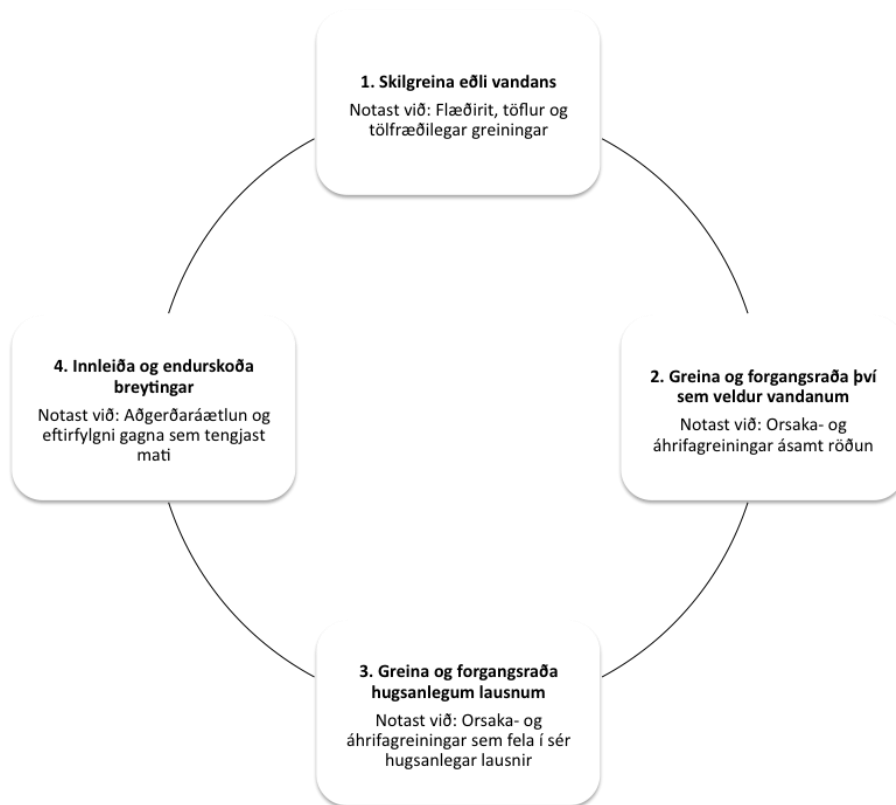 1. Skilgreina eðli vandans
Notast við: Flæðirit, töflur og
tölfræðilegar greiningar
2. Greina og forgangsraða því
sem veldur vandanum
Notast við: Orsaka- og
áhrifagreiningar ásamt röðun
3. Greina og forgangsraða
hugsanlegum lausnum
Notast við: Orsaka- og
áhrifagreiningar sem fela í sér
hugsanlegar lausnir
4. Innleiða og endurskoða
breytingar
Notast við: Aðgerðaráætlun og
eftirfylgni gagna sem tengjast
mati